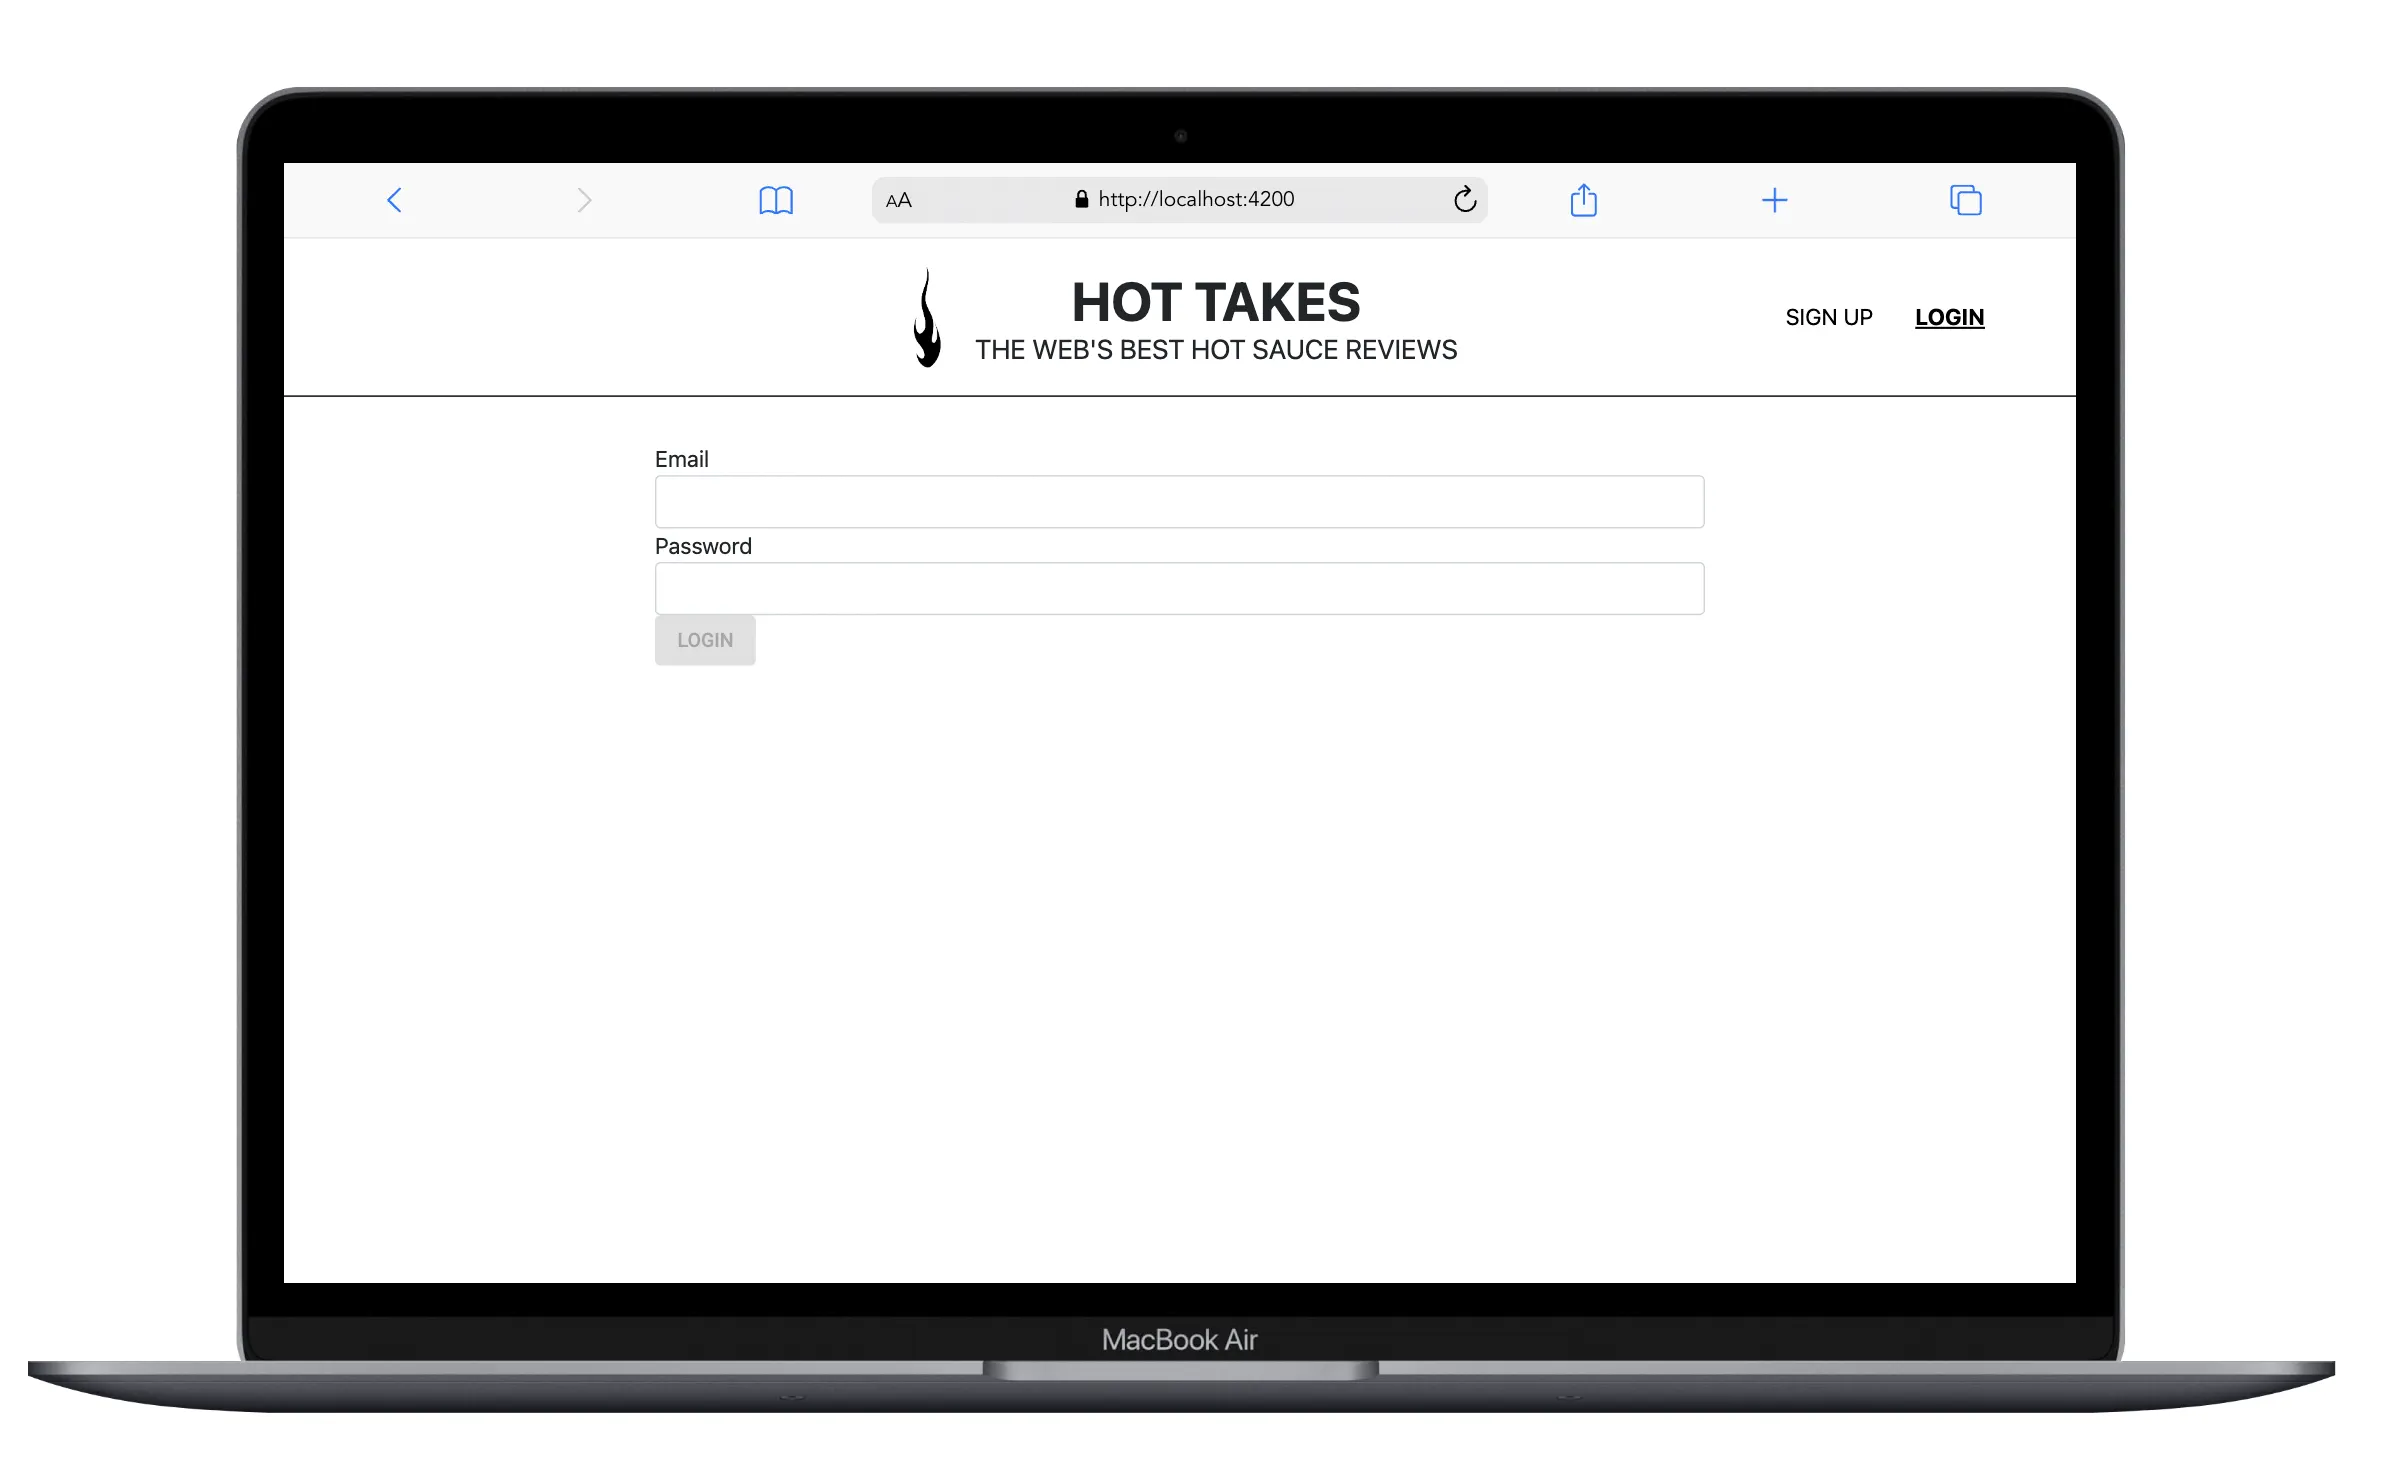 AA http://localhost:4200
HOT TAKES
THE WEB'S BEST HOT SAUCE REVIEWS
SIGN UP LOGIN
Email
Password
LOGIN
MacBook Air